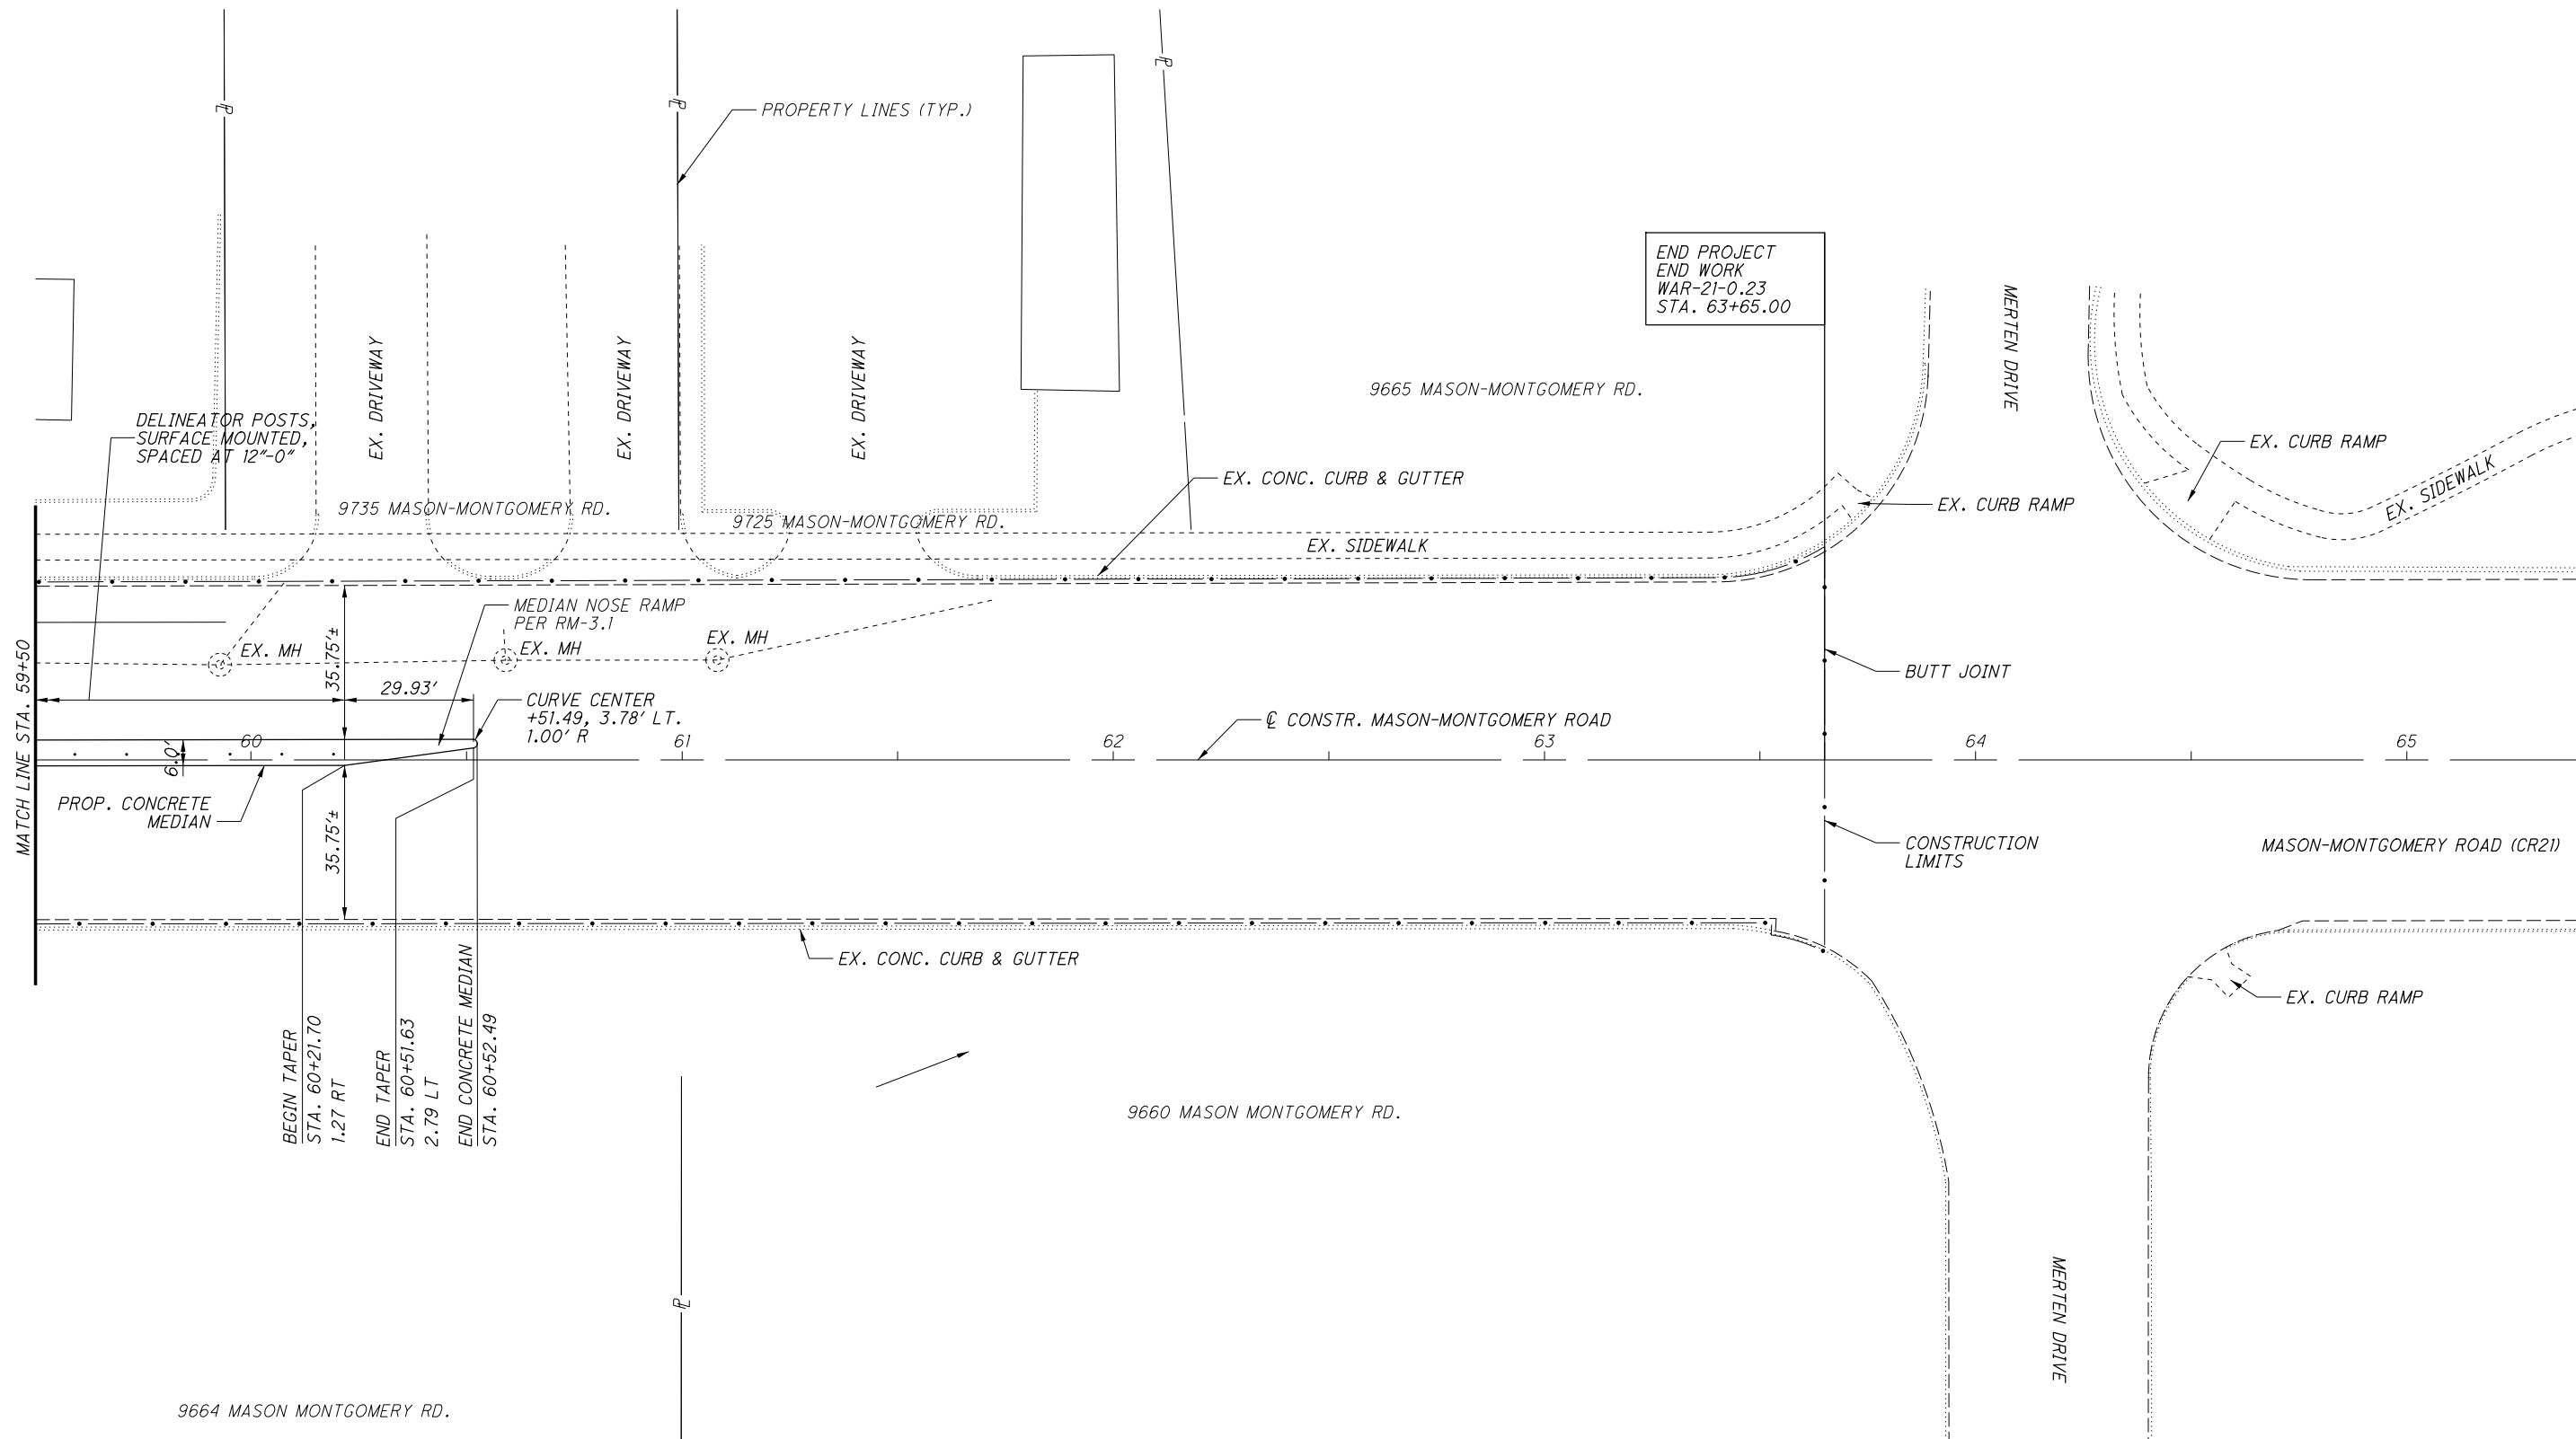 PL
PL
PL
PROPERTY LINES (TYP.)
END PROJECT
END WORK
WAR-21-0.23
STA. 63+65.00
MERTEN DRIVE
EX. DRIVEWAY
EX. DRIVEWAY
EX. DRIVEWAY
9665 MASON-MONTGOMERY RD.
DELINEATOR POSTS,
SURFACE MOUNTED,
SPACED AT 12"-0"
EX. CURB RAMP
EX. SIDEWALK
EX. CONC. CURB & GUTTER
EX. CURB RAMP
9735 MASON-MONTGOMERY RD.
9725 MASON-MONTGOMERY RD.
EX. SIDEWALK
MEDIAN NOSE RAMP
PER RM-3.1
EX. MH
EX. MH
EX. MH
35.75'±
29.93'
MATCH LINE STA. 59+50
CURVE CENTER
+51.49, 3.78' LT.
1.00' R
BUTT JOINT
℄ CONSTR. MASON-MONTGOMERY ROAD
6.0'
60
61
62
63
64
65
PROP. CONCRETE
MEDIAN
35.75'±
CONSTRUCTION
LIMITS
MASON-MONTGOMERY ROAD (CR21)
EX. CONC. CURB & GUTTER
EX. CURB RAMP
BEGIN TAPER
STA. 60+21.70
1.27 RT
END TAPER
STA. 60+51.63
2.79 LT
END CONCRETE MEDIAN
STA. 60+52.49
9660 MASON MONTGOMERY RD.
PL
MERTEN DRIVE
9664 MASON MONTGOMERY RD.